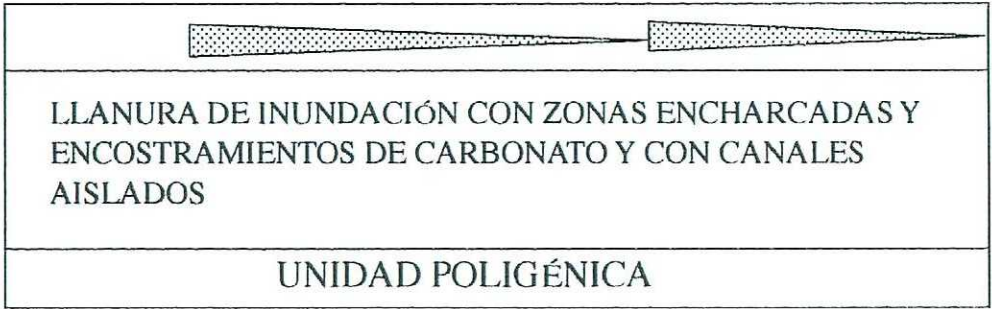 LLANURA DE INUNDACIÓN CON ZONAS ENCHARCADAS Y
ENCOSTRAMIENTOS DE CARBONATO Y CON CANALES
AISLADOS
UNIDAD POLIGÉNICA